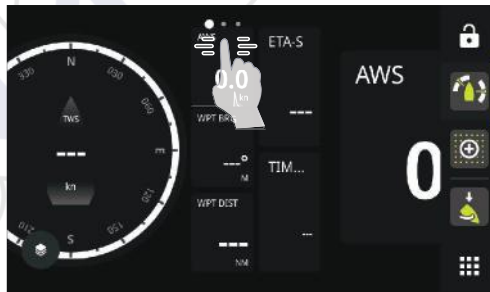 N
330
030
060
TWS
---
kn
E
120
150
S
210
AWS
0.0
kn
WPT BRG
---°
M
WPT DIST
---
NM
ETA-S
---
TIM...
---
AWS
0